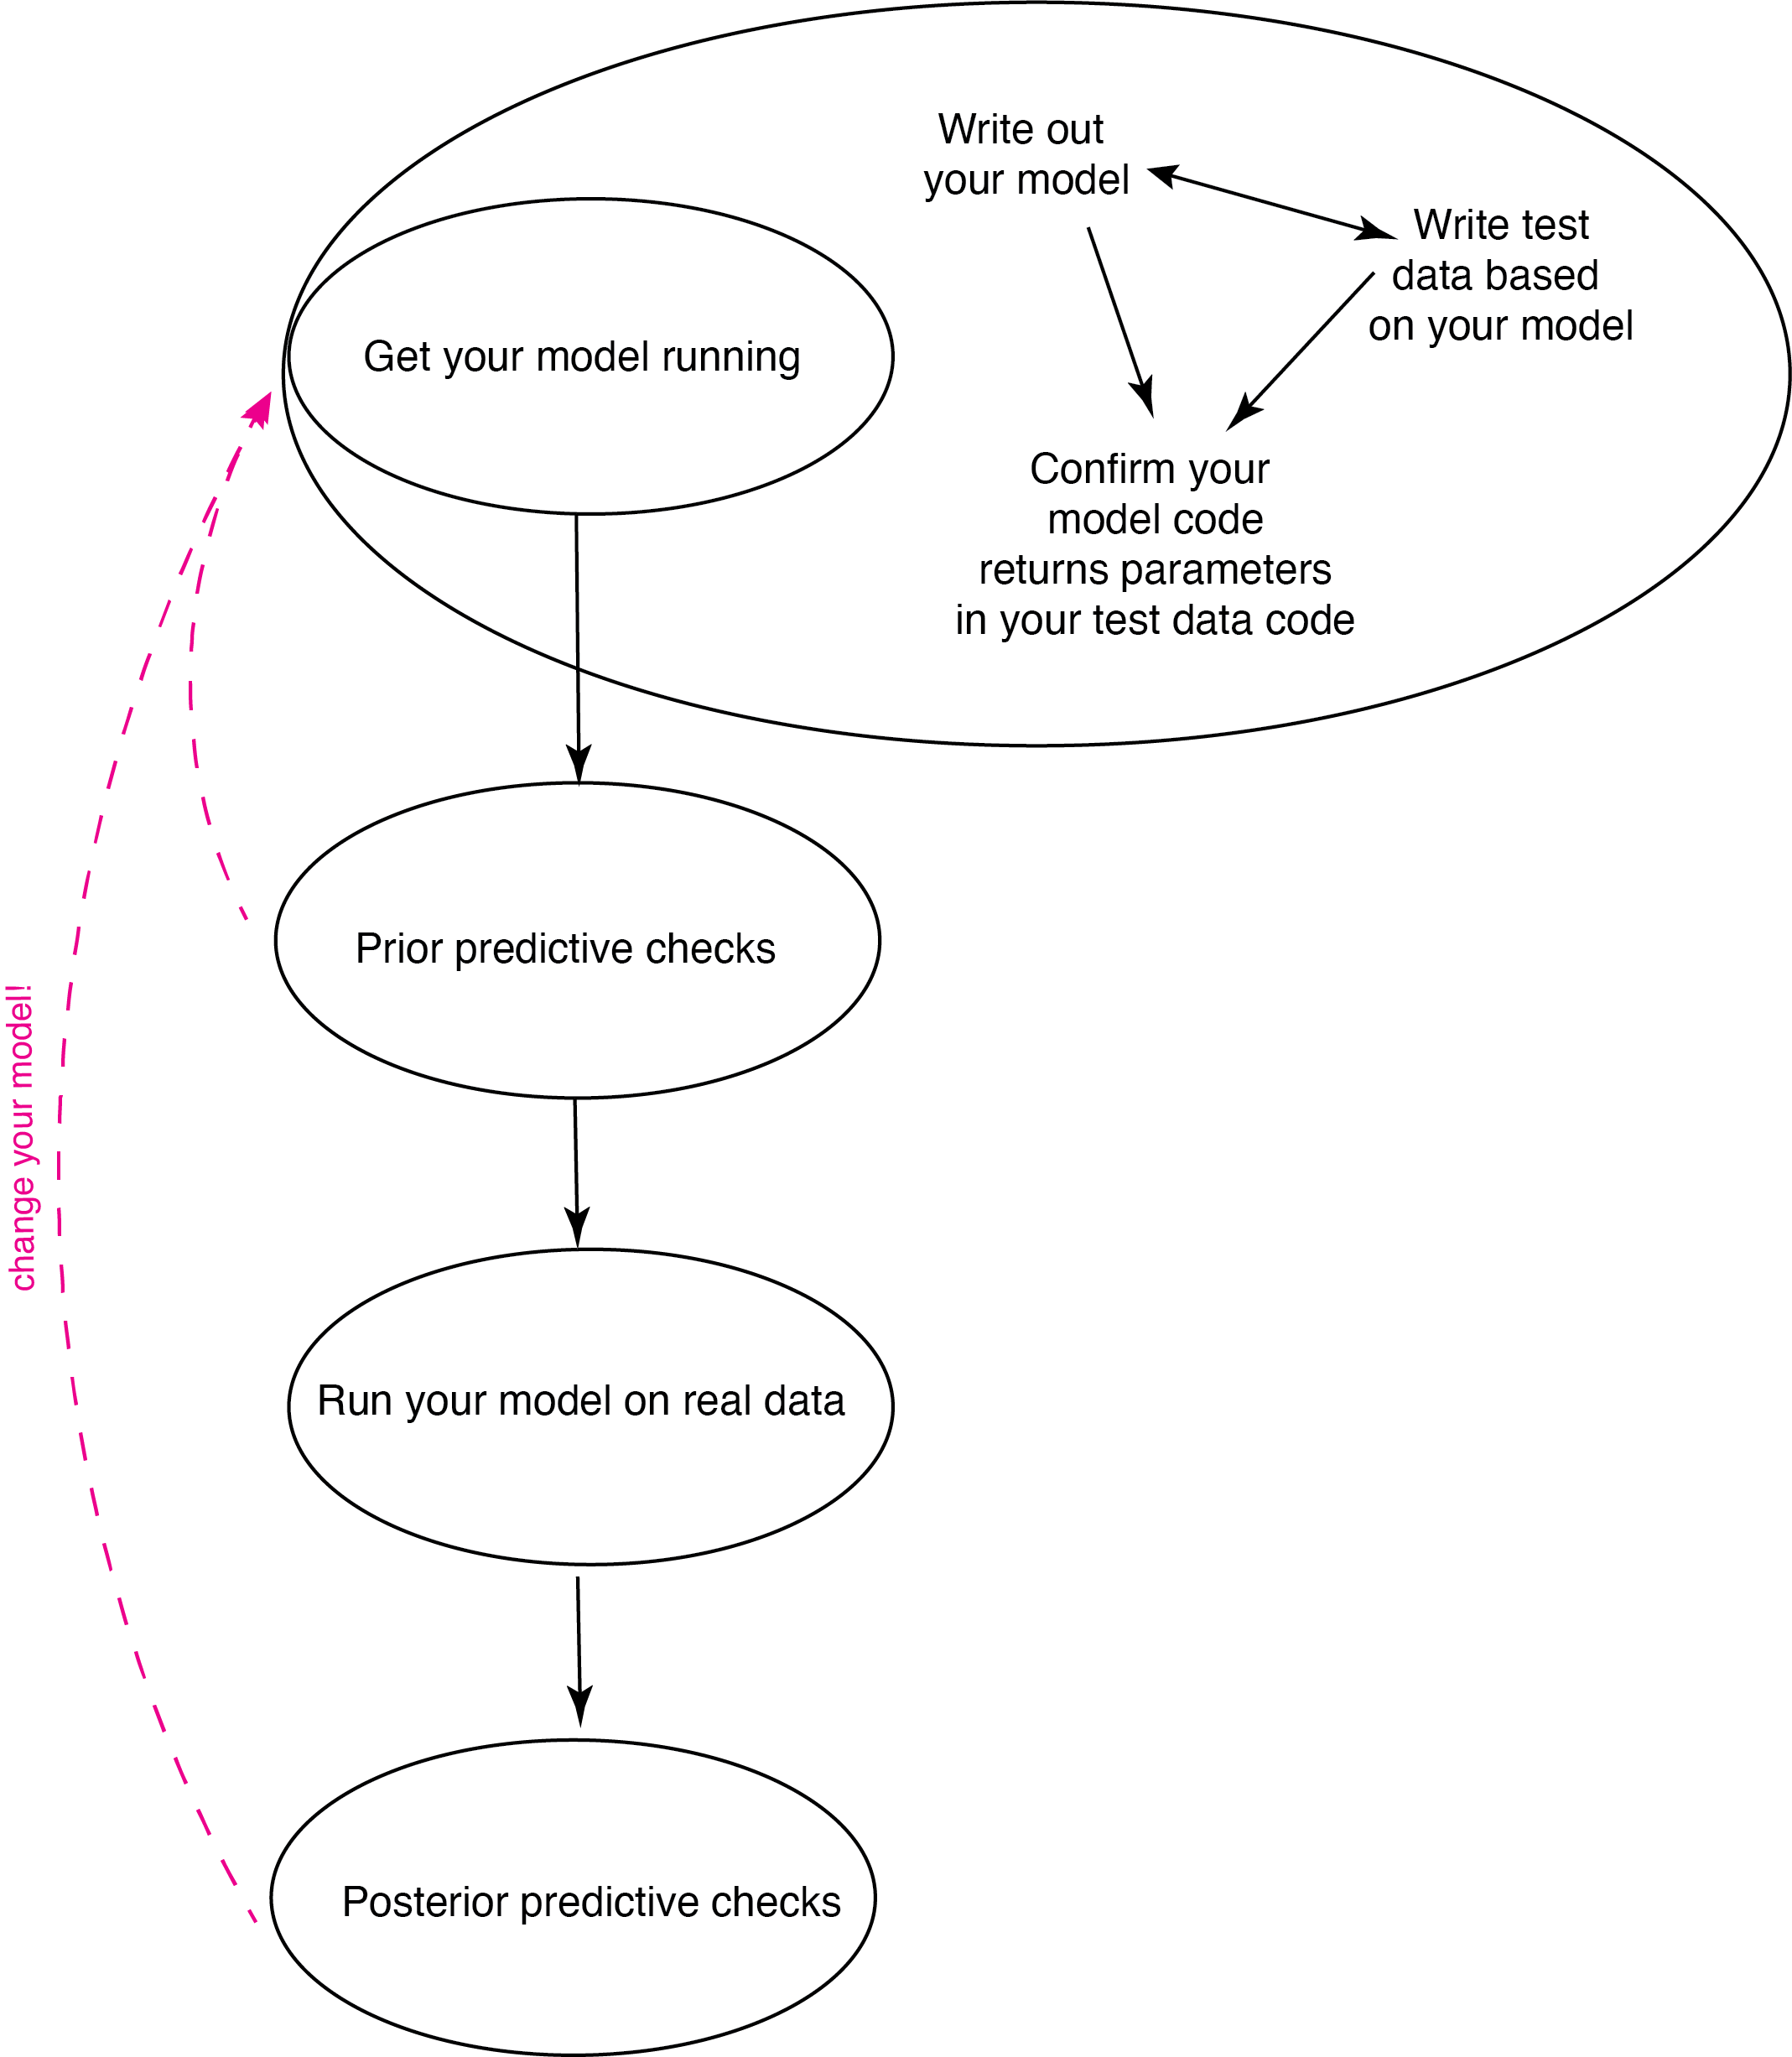 Write out
your model
Write test
data based
on your model
Get your model running
Confirm your
model code
returns parameters
in your test data code
Prior predictive checks
change your model!
Run your model on real data
Posterior predictive checks